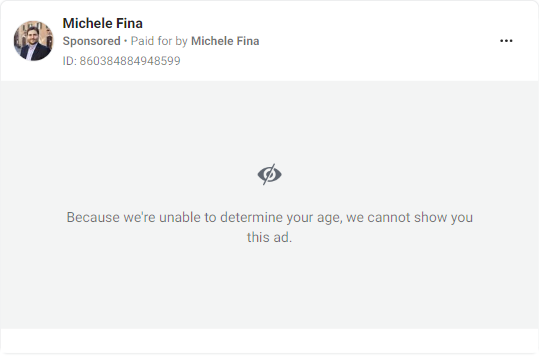 Michele Fina
Sponsored • Paid for by Michele Fina
ID: 860384884948599
Because we're unable to determine your age, we cannot show you
this ad.